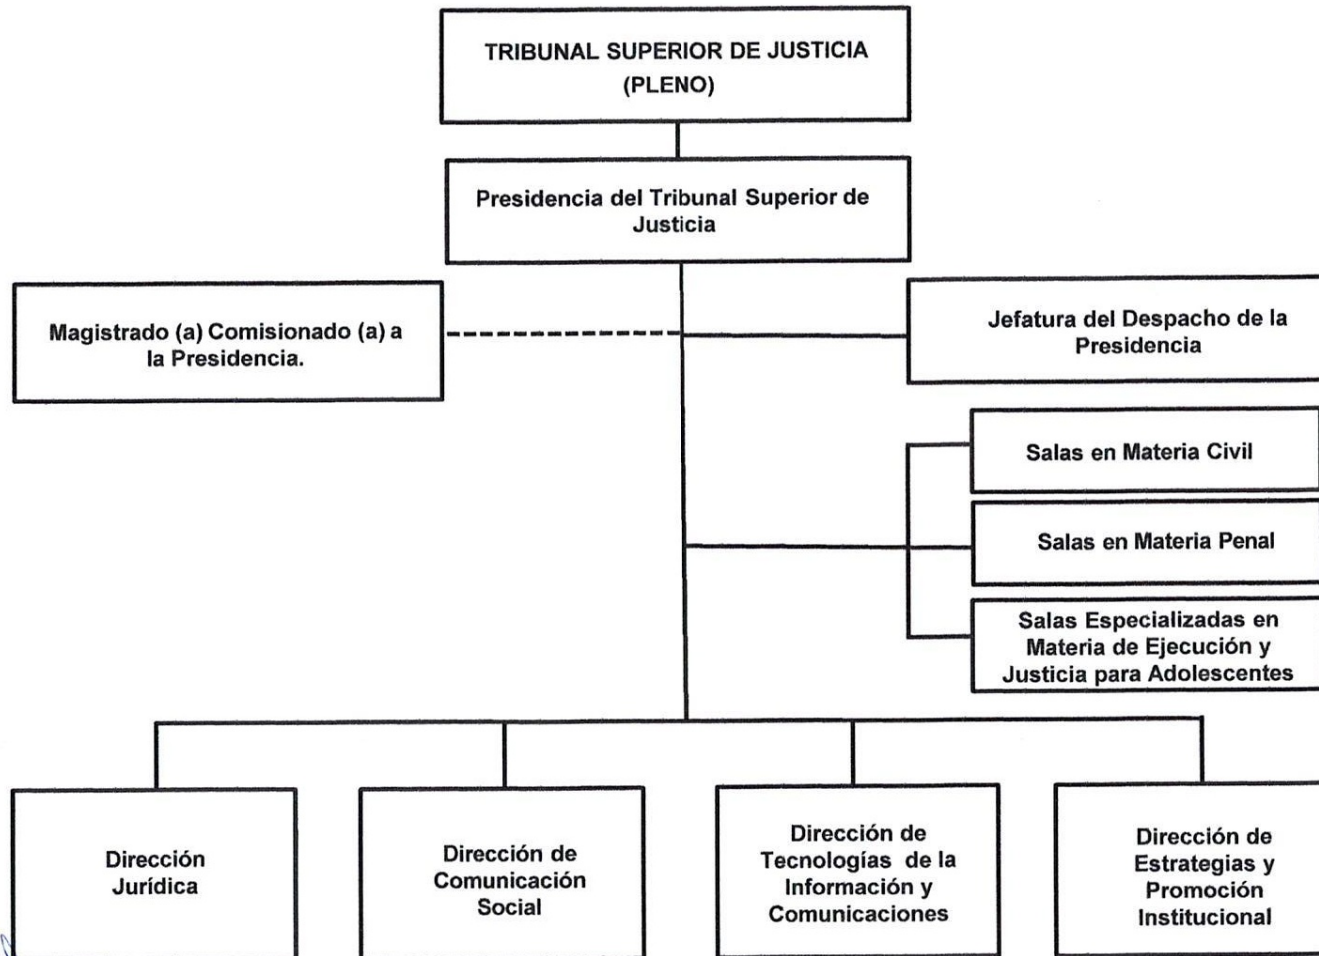 TRIBUNAL SUPERIOR DE JUSTICIA
(PLENO)
Presidencia del Tribunal Superior de
Justicia
Magistrado (a) Comisionado (a) a
la Presidencia.
Jefatura del Despacho de la
Presidencia
Salas en Materia Civil
Salas en Materia Penal
Salas Especializadas en
Materia de Ejecución y
Justicia para Adolescentes
Dirección
Jurídica
Dirección de
Comunicación
Social
Dirección de
Tecnologías de la
Información y
Comunicaciones
Dirección de
Estrategias y
Promoción
Institucional